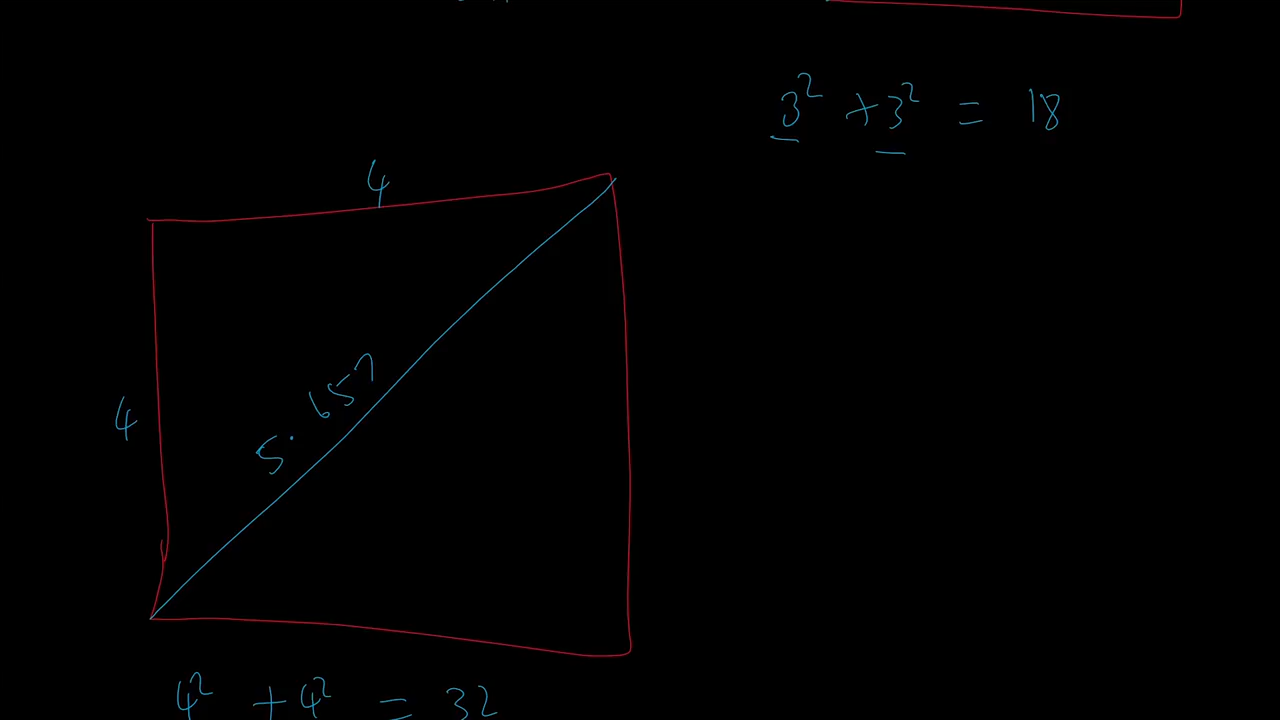 3² + 3² = 18
4
4
5.657
4² + 4² = 32